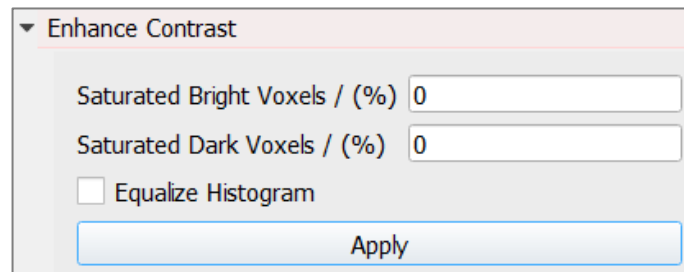 Enhance Contrast
Saturated Bright Voxels / (%) 0
Saturated Dark Voxels / (%) 0
Equalize Histogram
Apply